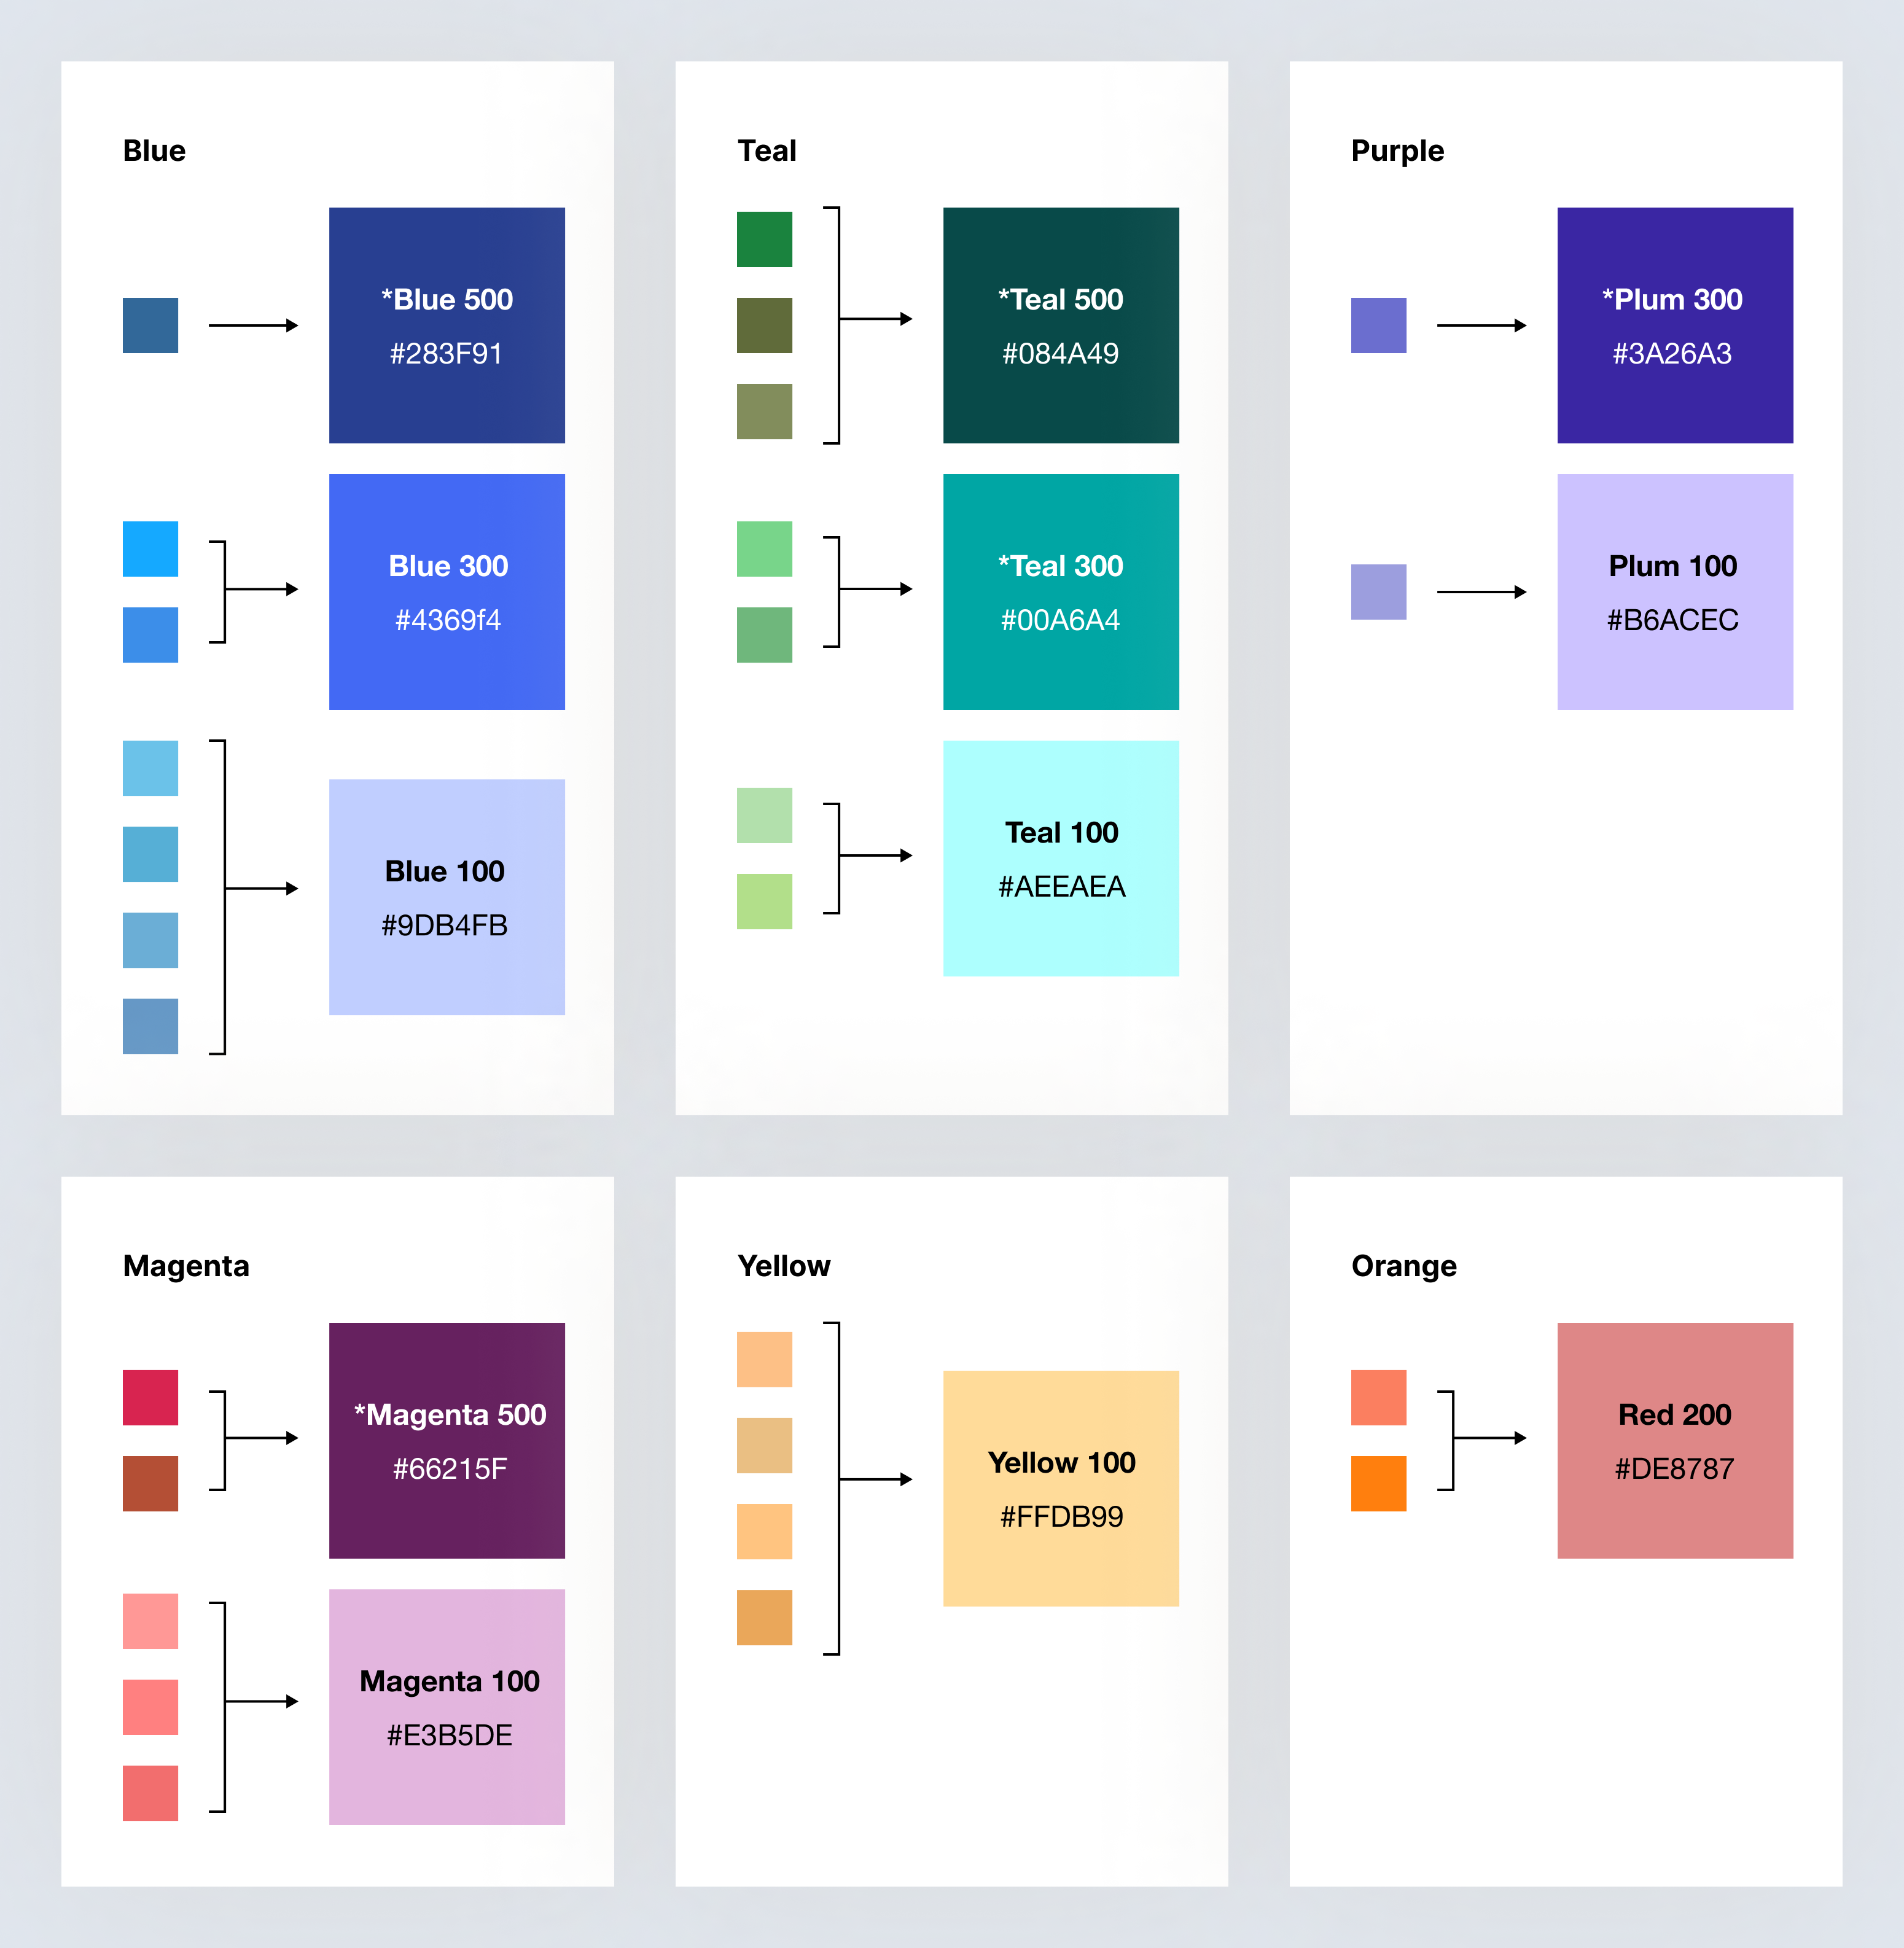 Blue
*Blue 500
#283F91
Blue 300
#4369f4
Blue 100
#9DB4FB
Teal
*Teal 500
#084A49
*Teal 300
#00A6A4
Teal 100
#AEEAEA
Purple
*Plum 300
#3A26A3
Plum 100
#B6ACEC
Magenta
*Magenta 500
#66215F
Magenta 100
#E3B5DE
Yellow
Yellow 100
#FFDB99
Orange
Red 200
#DE8787